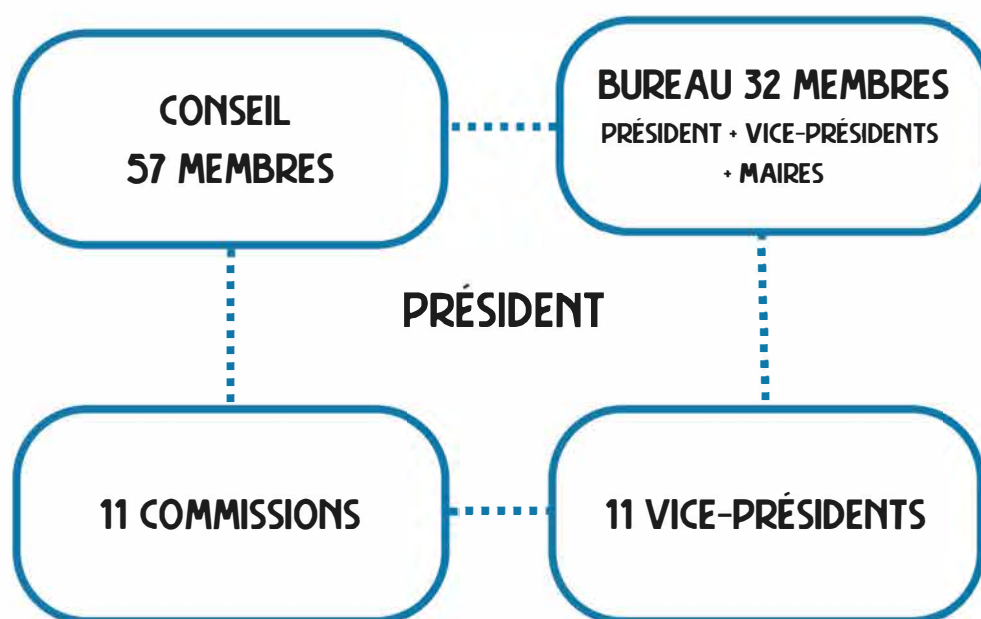 CONSEIL
57 MEMBRES
BUREAU 32 MEMBRES
PRÉSIDENT + VICE-PRÉSIDENTS
+ MAIRES
PRÉSIDENT
11 COMMISSIONS
11 VICE-PRÉSIDENTS